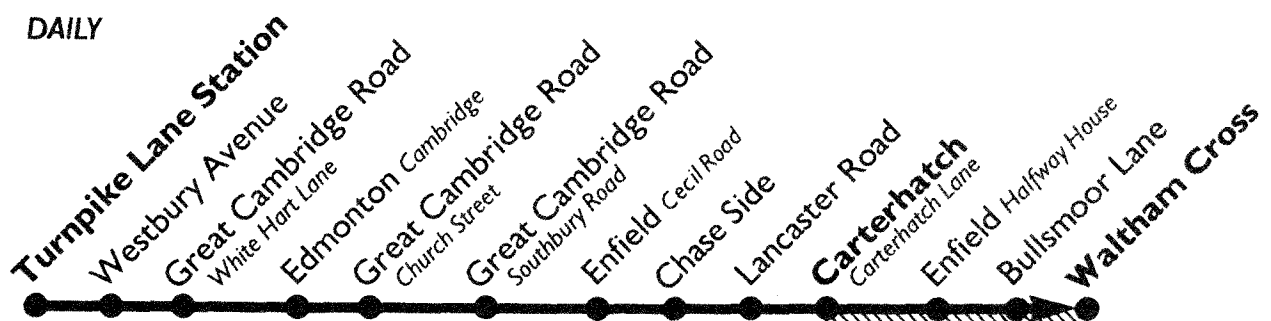 DAILY
Turnpike Lane Station
Westbury Avenue
Great Cambridge Road
White Hart Lane
Edmonton Cambridge
Great Cambridge Road
Church Street
Great Cambridge Road
Southbury Road
Enfield Cecil Road
Chase Side
Lancaster Road
Carterhatch
Carterhatch Lane
Enfield Halfway House
Bullsmoor Lane
Waltham Cross